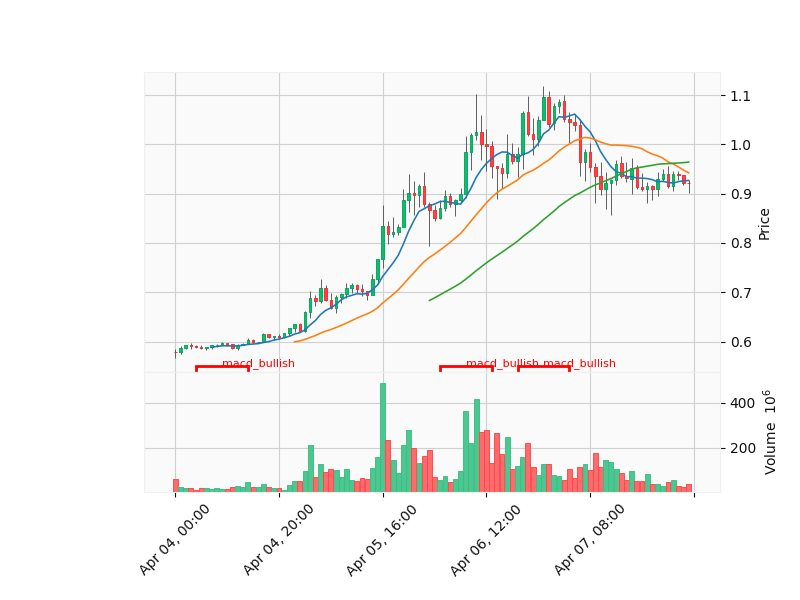 1.1
1.0
0.9
0.8
0.7
0.6
Price
macd_bullish
macd_bullish
macd_bullish
400
200
Volume 10⁶
Apr 04, 00:00
Apr 04, 20:00
Apr 05, 16:00
Apr 06, 12:00
Apr 07, 08:00